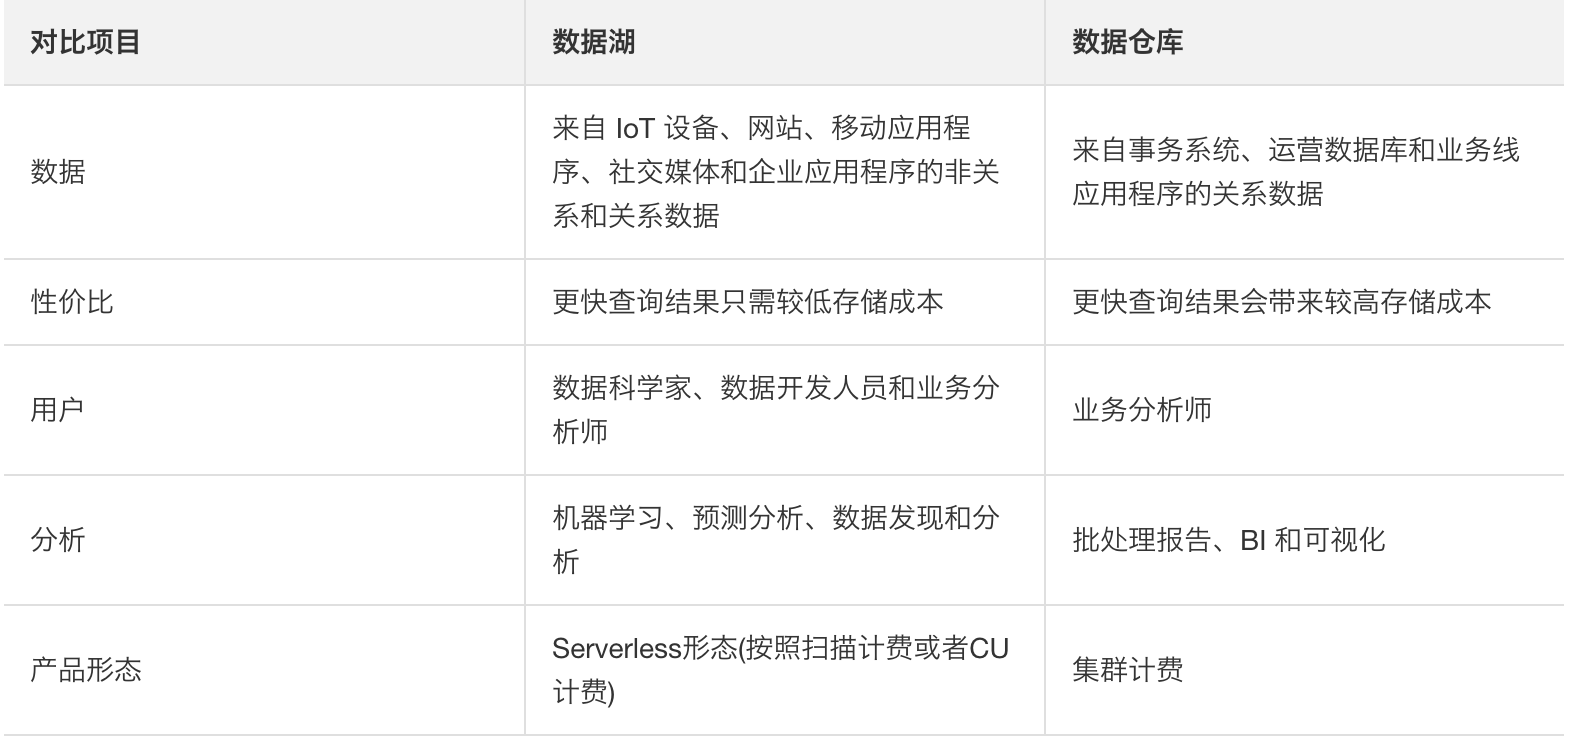 对比项目
数据湖
数据仓库
数据
来自 IoT 设备、网站、移动应用程
序、社交媒体和企业应用程序的非关
系和关系数据
来自事务系统、运营数据库和业务线
应用程序的关系数据
性价比
更快查询结果只需较低存储成本
更快查询结果会带来较高存储成本
用户
数据科学家、数据开发人员和业务分
析师
业务分析师
分析
机器学习、预测分析、数据发现和分
析
批处理报告、BI 和可视化
产品形态
Serverless形态(按照扫描计费或者CU
计费)
集群计费